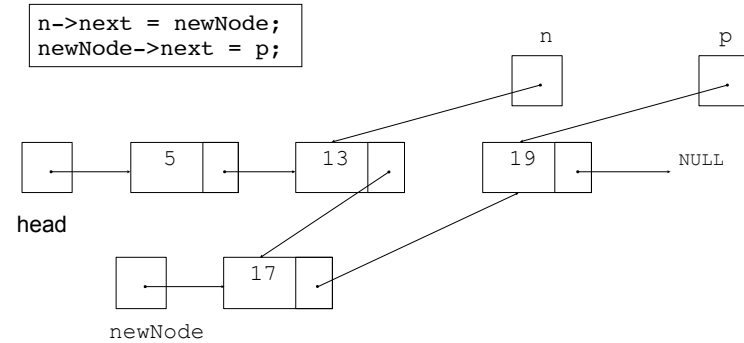 n->next = newNode;
newNode->next = p;
n p
5 13 19 NULL
head
17
newNode